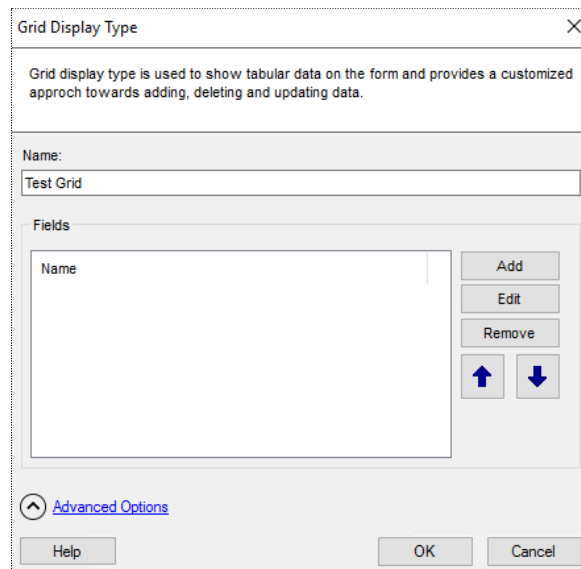 Grid Display Type
Grid display type is used to show tabular data on the form and provides a customized
approch towards adding, deleting and updating data.
Name:
Test Grid
Fields
Name
Add
Edit
Remove
Advanced Options
Help
OK
Cancel